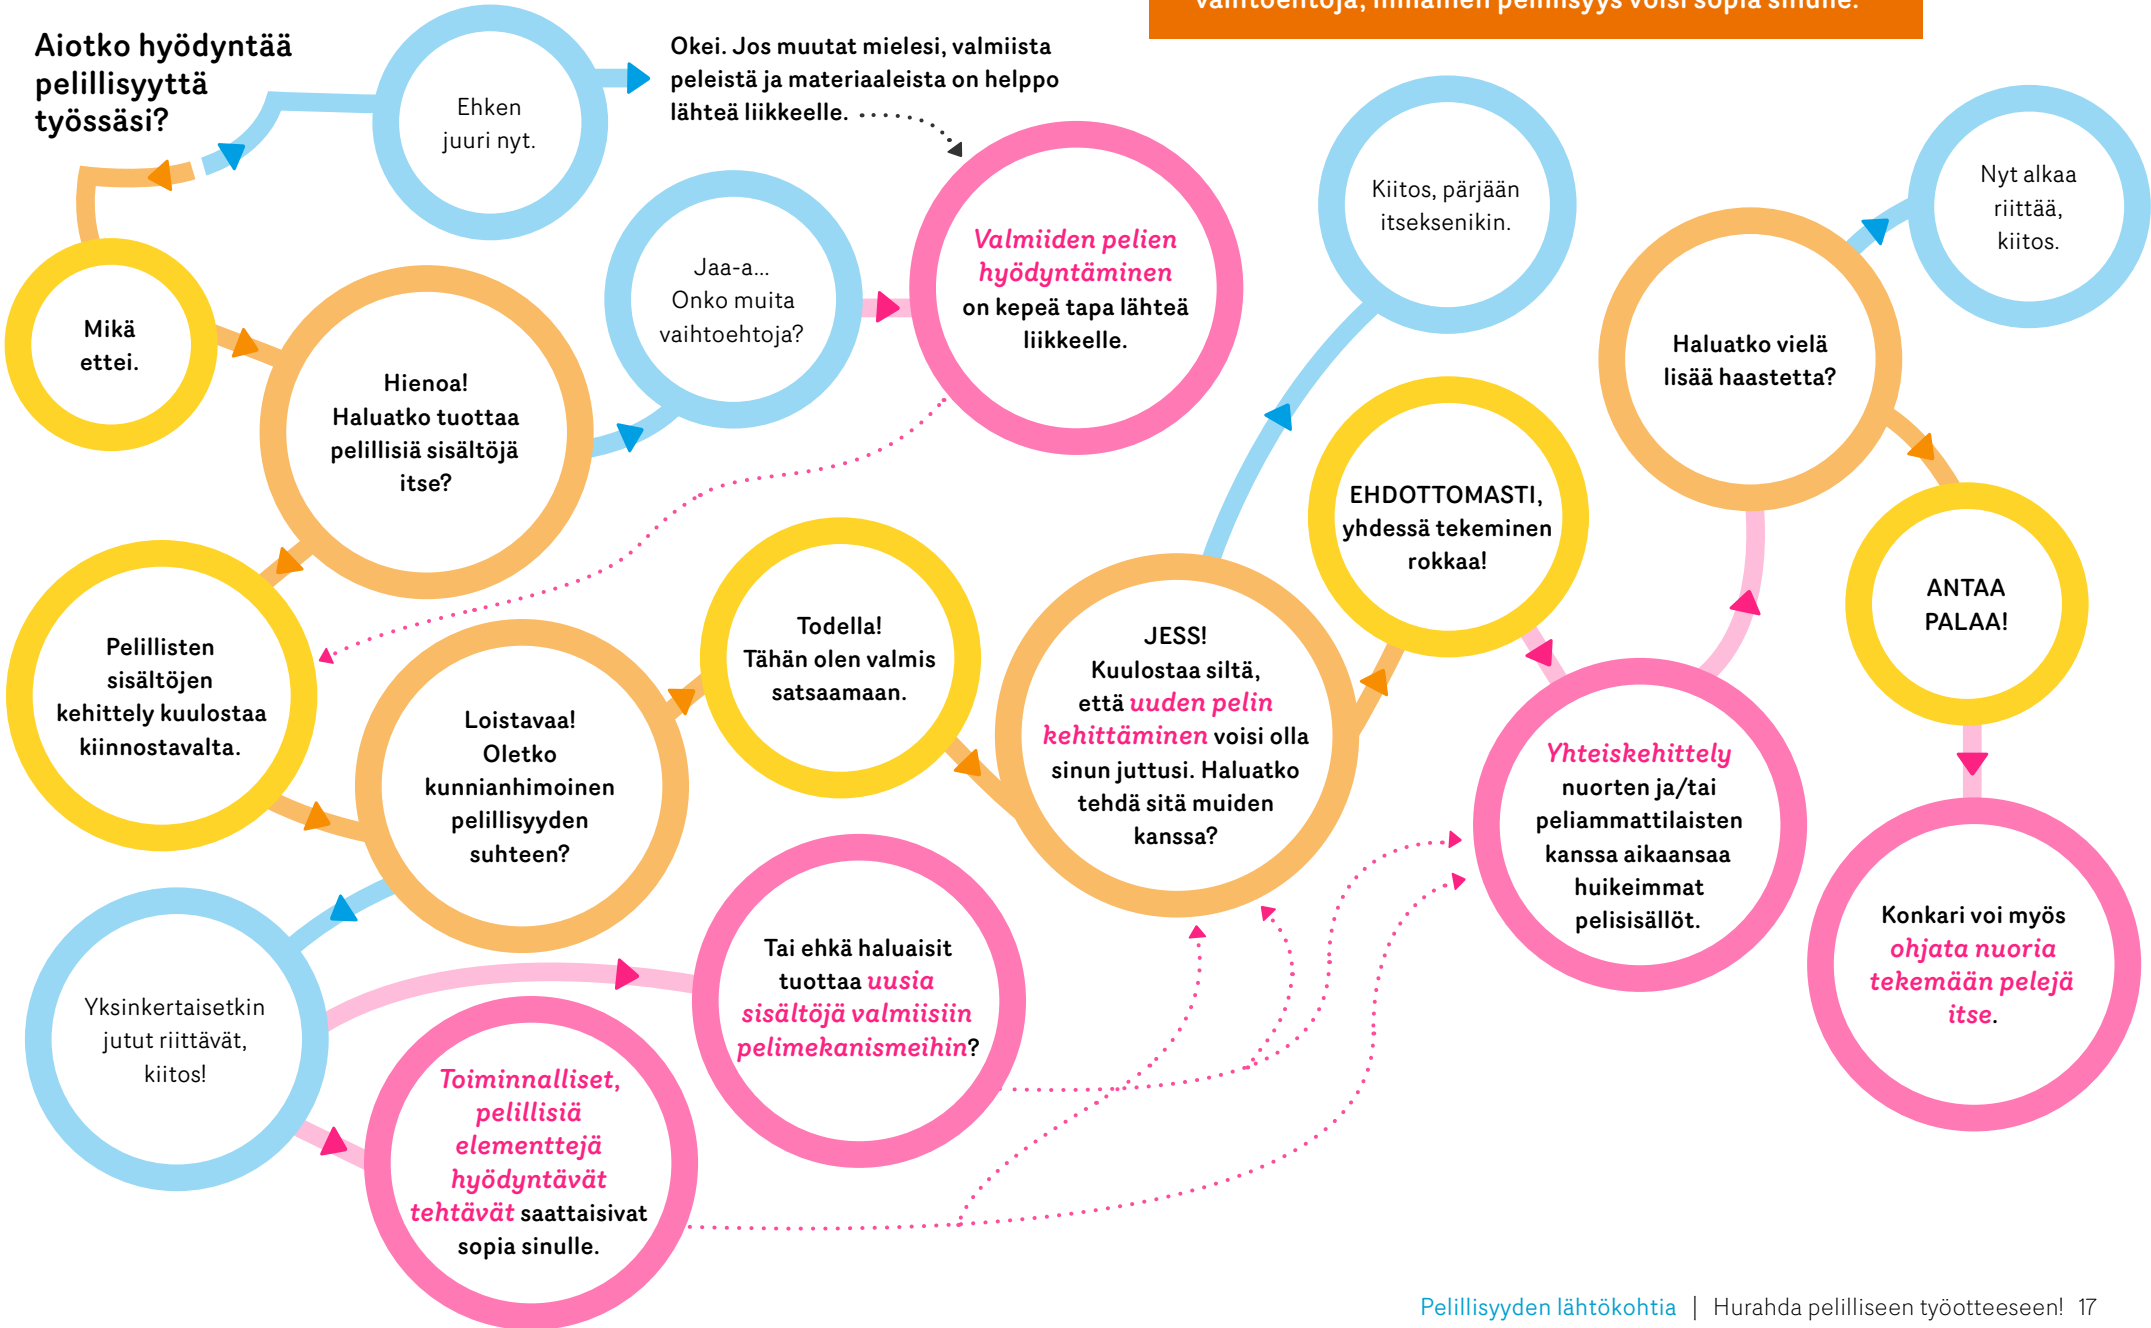 vaihtoehtoja, millainen pelillisyys voisi sopia sinulle.
Aiotko hyödyntää
pelillisyyttä
työssäsi?
Ehken
juuri nyt.
Okei. Jos muutat mielesi, valmiista
peleistä ja materiaaleista on helppo
lähteä liikkeelle.
Mikä
ettei.
Hienoa!
Haluatko tuottaa
pelillisiä sisältöjä
itse?
Jaa-a...
Onko muita
vaihtoehtoja?
Valmiiden pelien
hyödyntäminen
on kepeä tapa lähteä
liikkeelle.
Pelillisten
sisältöjen
kehittely kuulostaa
kiinnostavalta.
Loistavaa!
Oletko
kunnianhimoinen
pelillisyyden
suhteen?
Yksinkertaisetkin
jutut riittävät,
kiitos!
Toiminnalliset,
pelillisiä
elementtejä
hyödyntävät
tehtävät saattaisivat
sopia sinulle.
Tai ehkä haluaisit
tuottaa uusia
sisältöjä valmiisiin
pelimekanismeihin?
Todella!
Tähän olen valmis
satsaamaan.
JESS!
Kuulostaa siltä,
että uuden pelin
kehittäminen voisi olla
sinun juttusi. Haluatko
tehdä sitä muiden
kanssa?
Kiitos, pärjään
itseksenikin.
EHDOTTOMASTI,
yhdessä tekeminen
rokkaa!
Yhteiskehittely
nuorten ja/tai
peliammattilaisten
kanssa aikaansaa
huikeimmat
pelisisällöt.
Haluatko vielä
lisää haastetta?
Nyt alkaa
riittää,
kiitos.
ANTAA
PALAA!
Konkari voi myös
ohjata nuoria
tekemään pelejä
itse.
Pelillisyyden lähtökohtia | Hurahda pelilliseen työotteeseen! 17